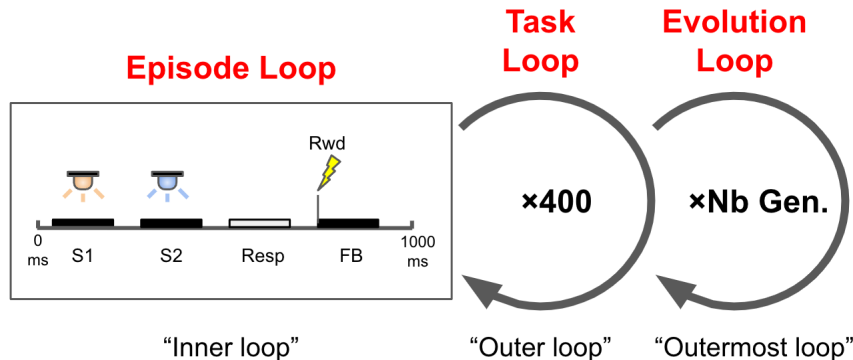 Episode Loop
Task
Loop
Evolution
Loop
Rwd
×400
×Nb Gen.
0
ms
S1
S2
Resp
FB
1000
ms
“Inner loop”
“Outer loop”
“Outermost loop”